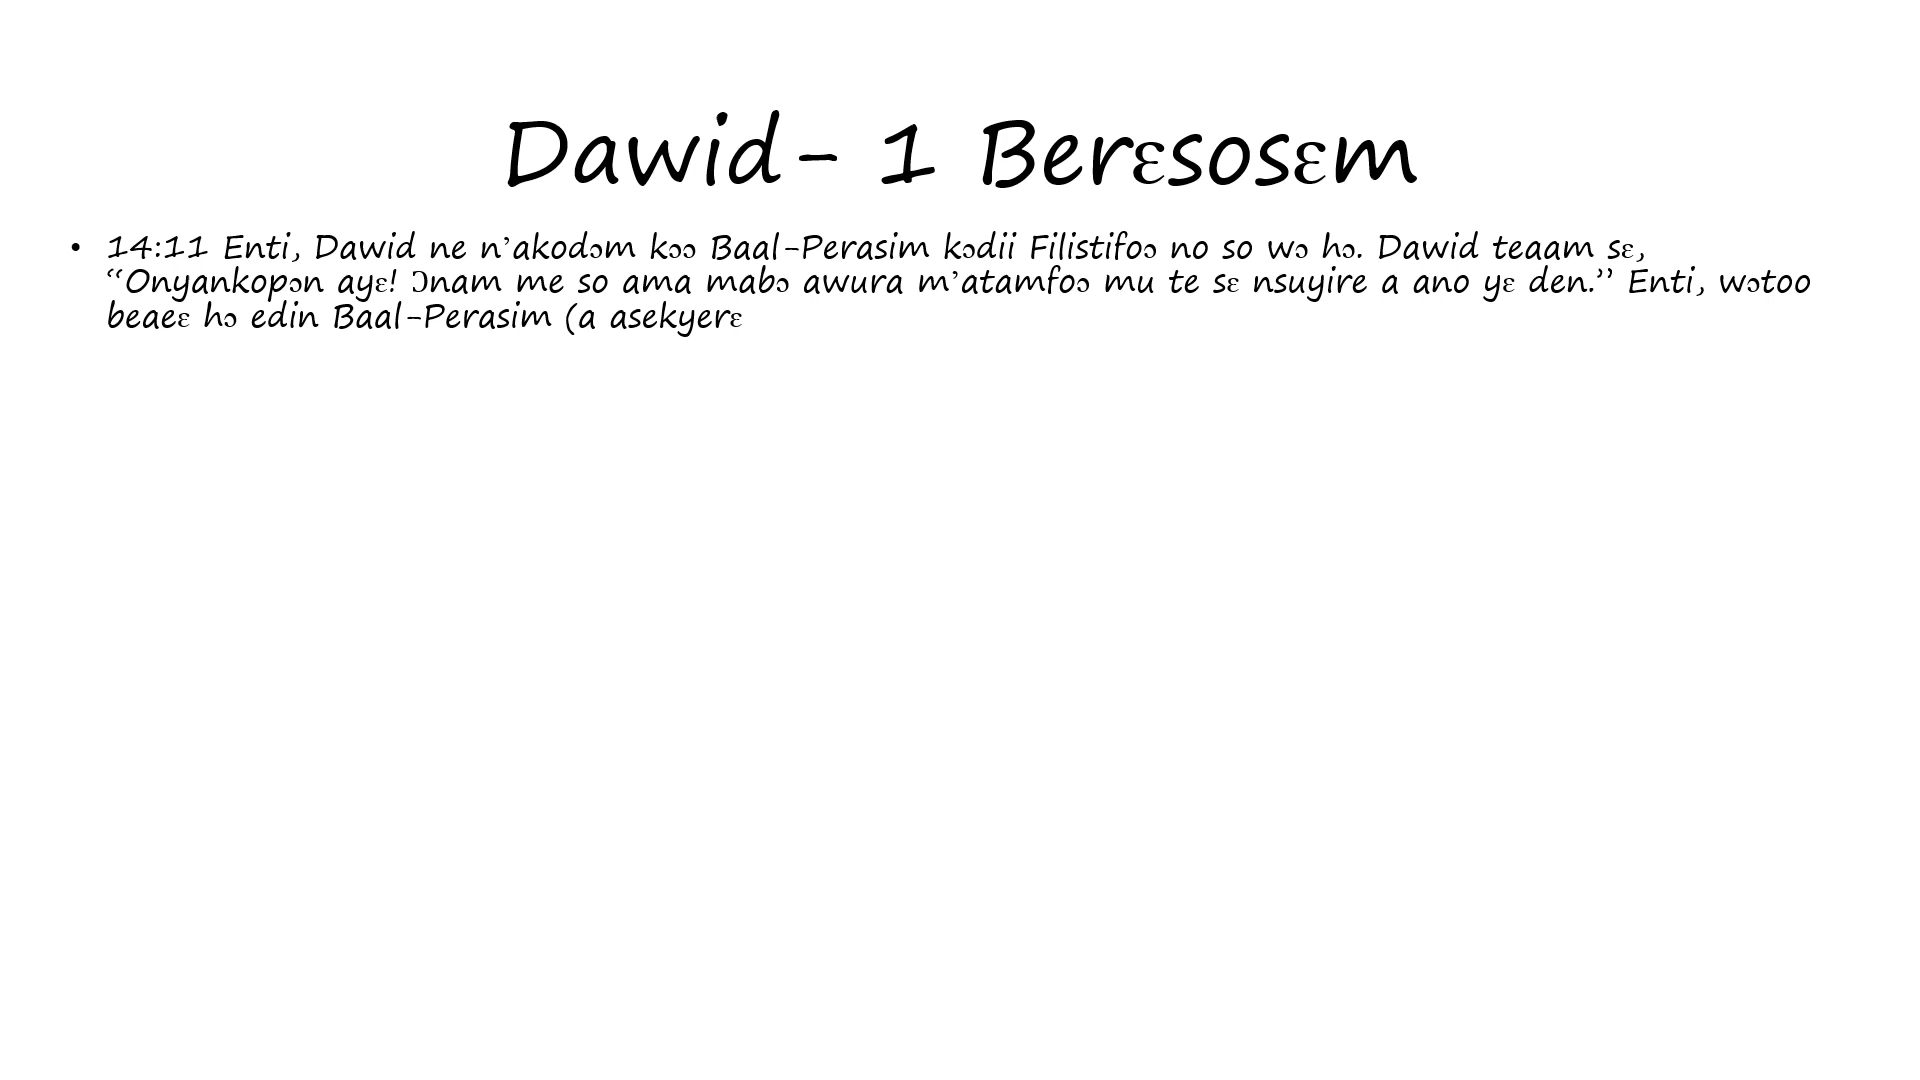 Dawid- 1 Berɛsosɛm
• 14:11 Enti, Dawid ne n’akodɔm kɔɔ Baal-Perasim kɔdii Filistifoɔ no so wɔ hɔ. Dawid teaam sɛ,
“Onyankopɔn ayɛ! Ɔnam me so ama mabɔ awura m’atamfoɔ mu te sɛ nsuyire a ano yɛ den.” Enti, wɔtoo
beaeɛ hɔ edin Baal-Perasim (a asekyerɛ